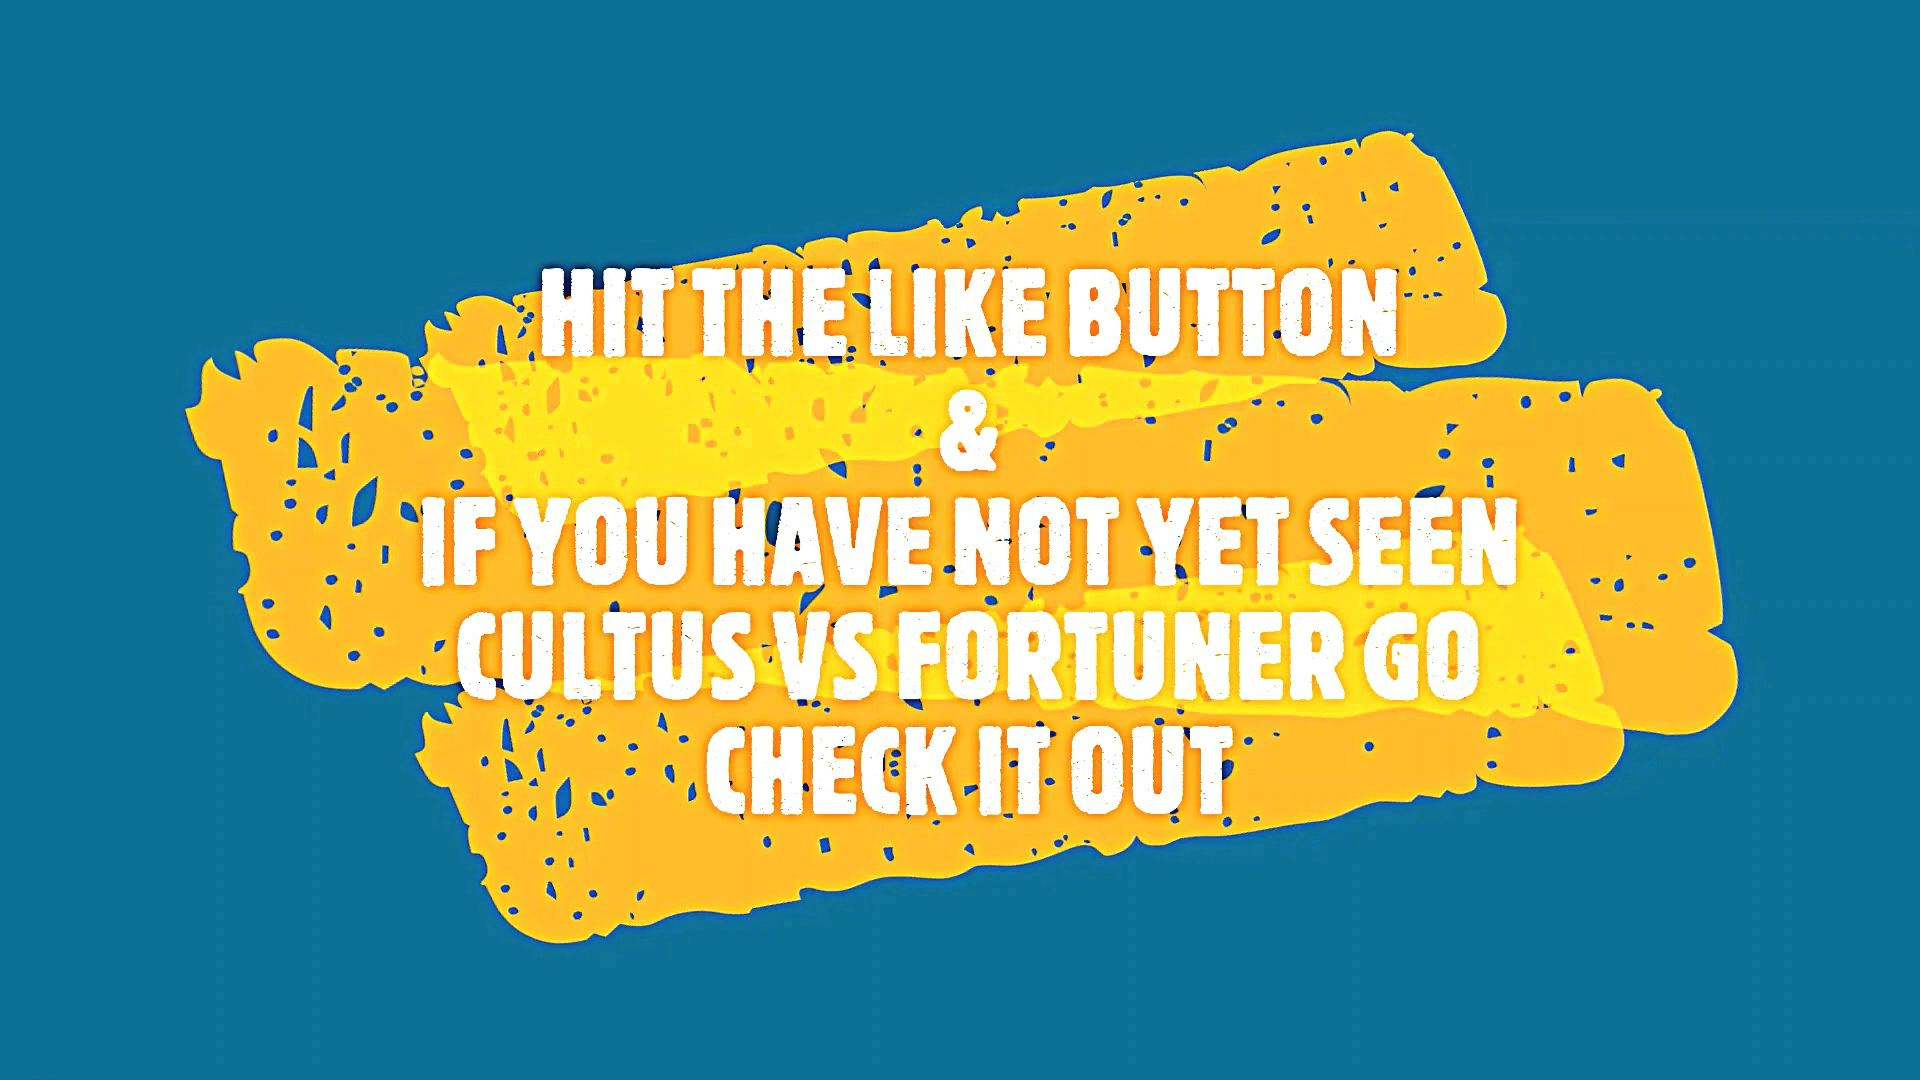 HIT THE LIKE BUTTON
&
IF YOU HAVE NOT YET SEEN
CULTUS VS FORTUNER GO
CHECK IT OUT